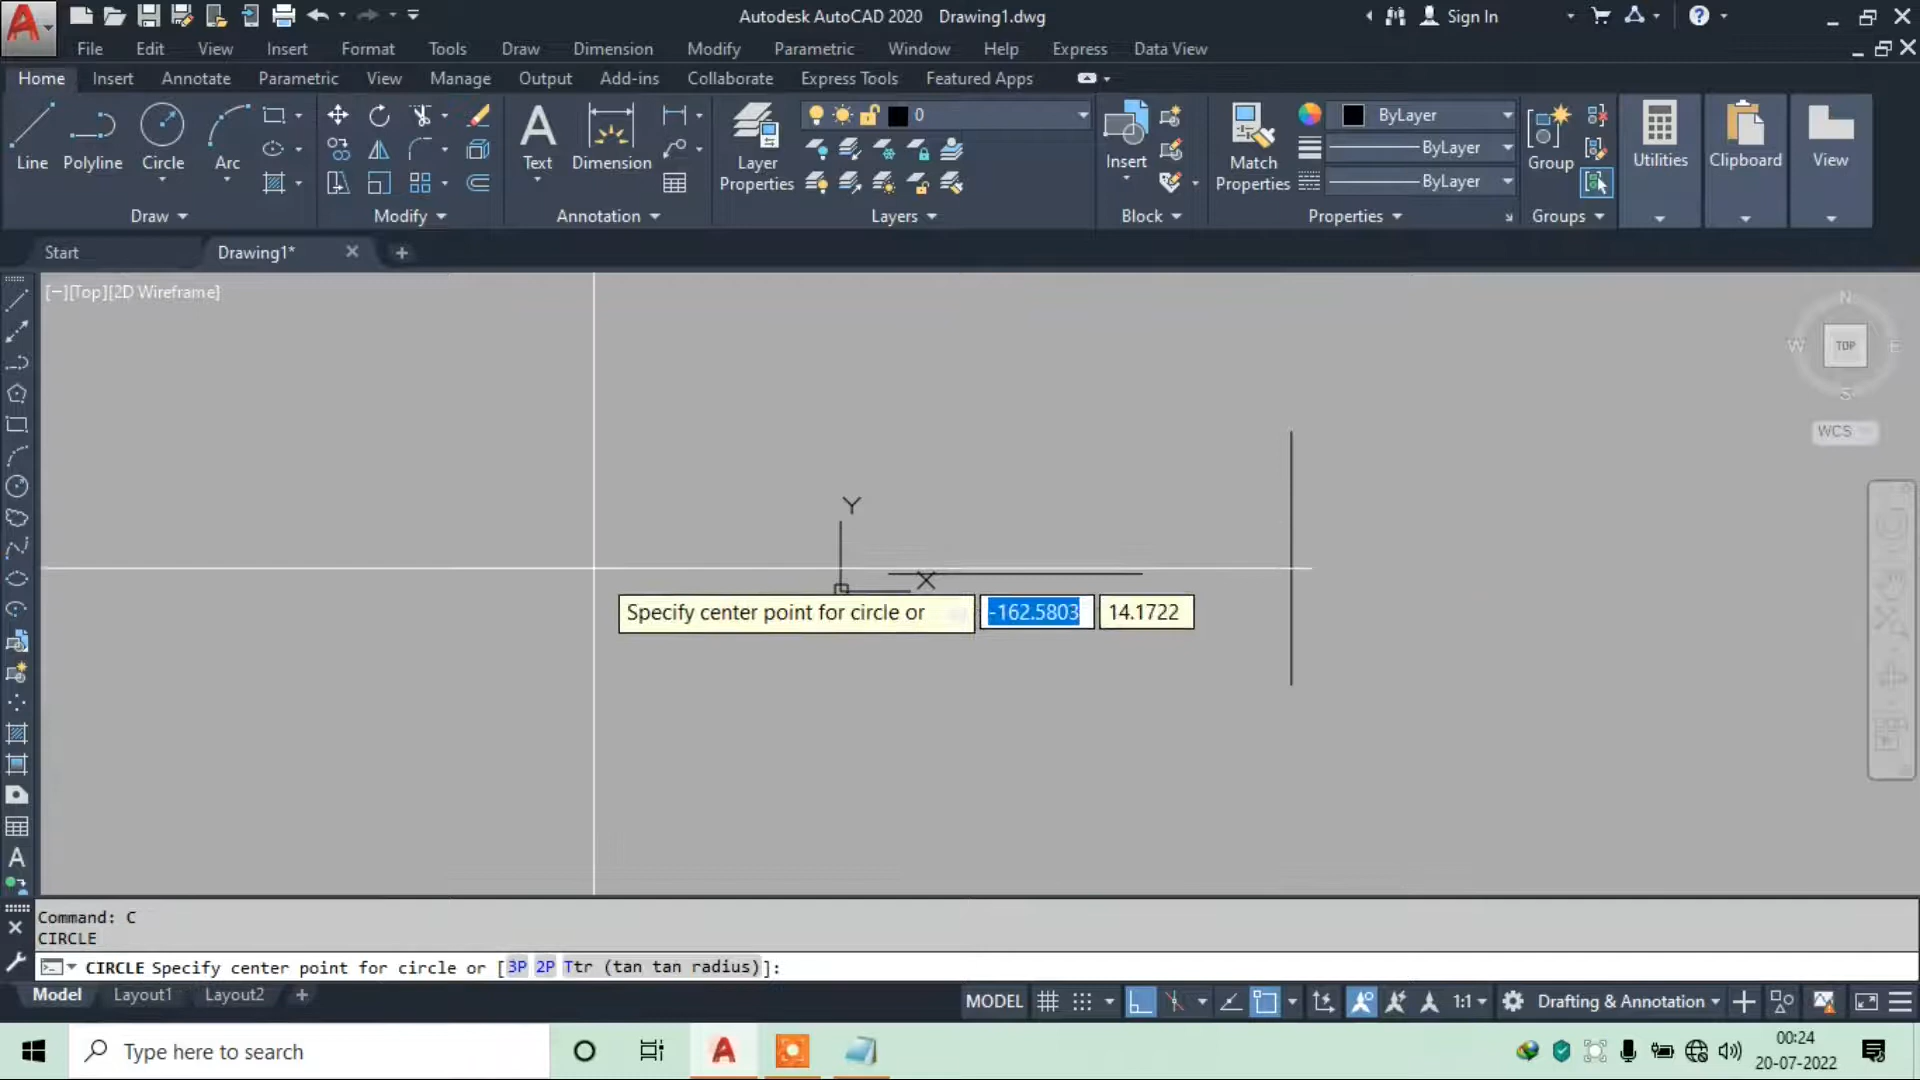 Autodesk AutoCAD 2020 Drawing1.dwg Sign In
File Edit View Insert Format Tools Draw Dimension Modify Parametric Window Help Express Data View
Home Insert Annotate Parametric View Manage Output Add-ins Collaborate Express Tools Featured Apps
Line Polyline Circle Arc
Text Dimension
Layer Properties
0
Insert
Match Properties
ByLayer
ByLayer
ByLayer
Group
Utilities
Clipboard
View
Draw Modify Annotation Layers Block Properties Groups
Start Drawing1*
[−][Top][2D Wireframe]
N
W TOP E
S
WCS
Y
X
Specify center point for circle or -162.5803 14.1722
Command: C
CIRCLE
CIRCLE Specify center point for circle or [3P 2P Ttr (tan tan radius)]:
Model Layout1 Layout2
MODEL 1:1 Drafting & Annotation
Type here to search
00:24
20-07-2022